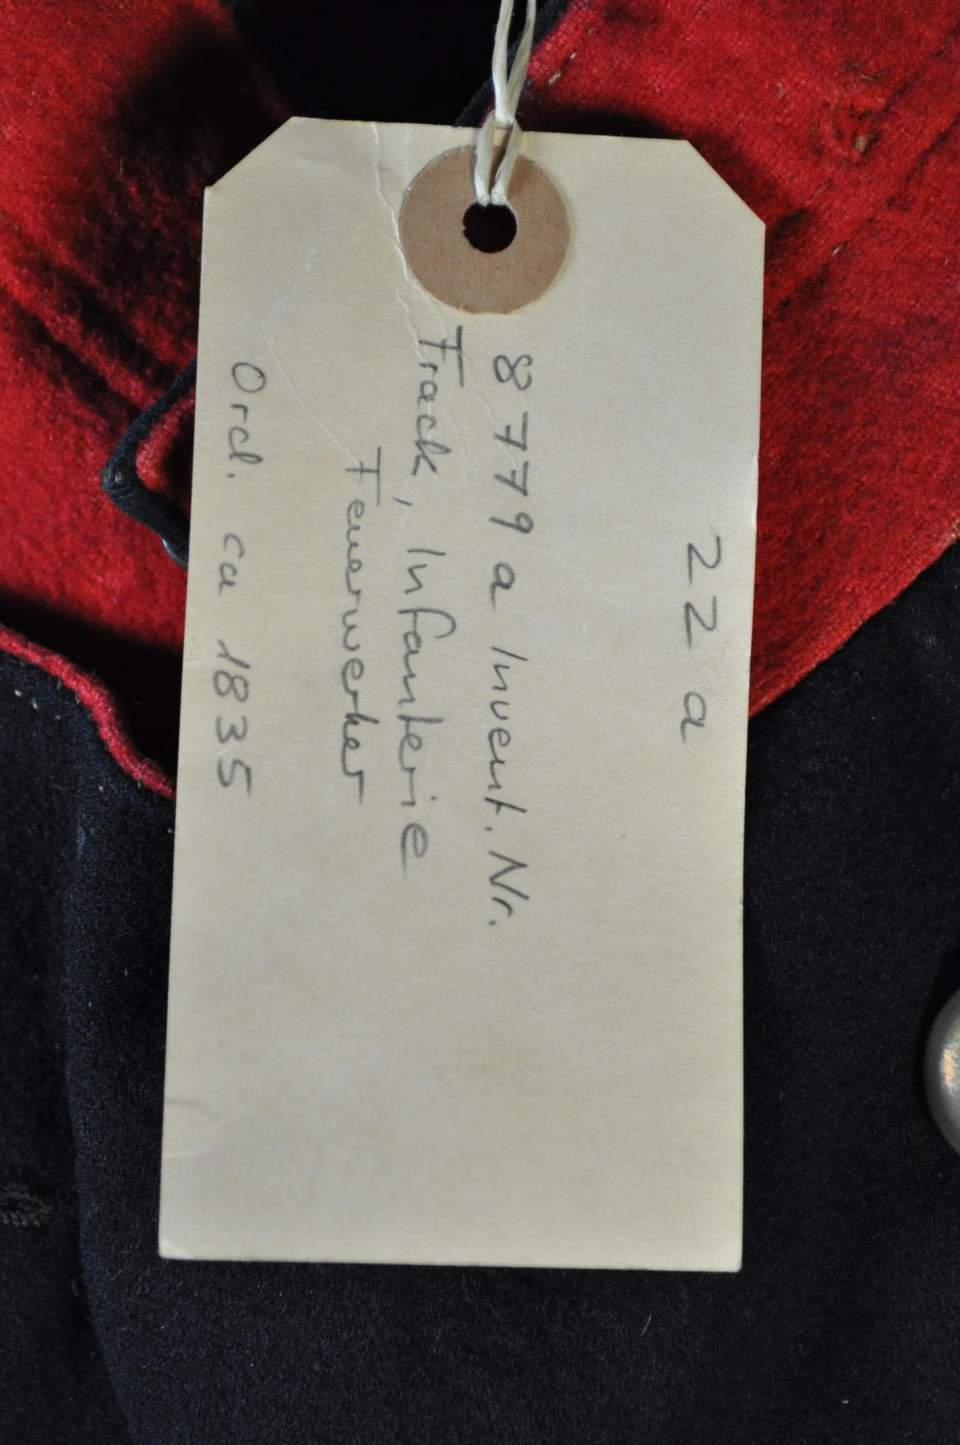 22 a
8779 a Invent. Nr.
Frack, Infanterie
Feuerwerker
Ord. ca 1835